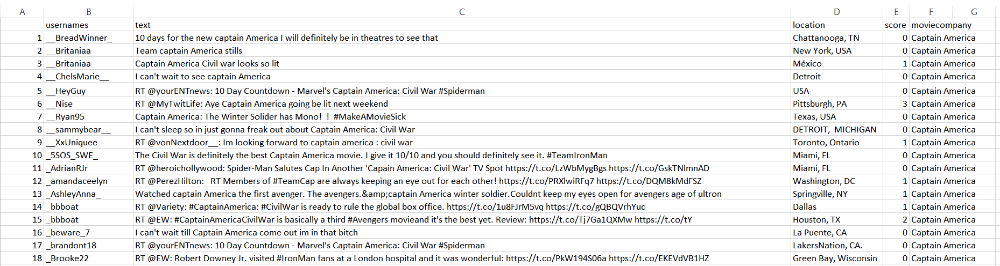 A B C D E F G
usernames text location score moviecompany
1 __BreadWinner_ 10 days for the new captain America I will definitely be in theatres to see that Chattanooga, TN 0 Captain America
2 __Britaniaa Team captain America stills New York, USA 0 Captain America
3 __Britaniaa Captain America Civil war looks so lit México 1 Captain America
4 __ChelsMarie__ I can't wait to see captain America Detroit 0 Captain America
5 __HeyGuy RT @yourENTnews: 10 Day Countdown - Marvel's Captain America: Civil War #Spiderman USA 0 Captain America
6 __Nise RT @MyTwitLife: Aye Captain America going be lit next weekend Pittsburgh, PA 3 Captain America
7 __Ryan95 Captain America: The Winter Solider has Mono! ! #MakeAMovieSick Texas, USA 0 Captain America
8 __sammybear__ I can't sleep so in just gonna freak out about Captain America: Civil War DETROIT, MICHIGAN 0 Captain America
9 __XxUniquee RT @vonNextdoor__: Im looking forward to captain america : civil war Toronto, Ontario 1 Captain America
10 _5SOS_SWE_ The Civil War is definitely the best Captain America movie. I give it 10/10 and you should definitely see it. #TeamIronMan Miami, FL 0 Captain America
11 _AdrianRJr RT @heroichollywood: Spider-Man Salutes Cap In Another 'Capain America: Civil War' TV Spot https://t.co/LzWbMygBgs https://t.co/GskTNlmnAD Miami, FL 0 Captain America
12 _amandaceelyn RT @PerezHilton: RT Members of #TeamCap are always keeping an eye out for each other! https://t.co/PRXlwiRFq7 https://t.co/DQM8kMdFSZ Washington, DC 1 Captain America
13 _AshleyAnna_ Watched captain America the first avenger. The avengers.&amp;captain America winter soldier.Couldnt keep my eyes open for avengers age of ultron Springville, NY 1 Captain America
14 _bbboat RT @Variety: #CaptainAmerica: #CivilWar is ready to rule the global box office. https://t.co/1u8FJrM5vq https://t.co/gQBQVrhYuc Dallas 1 Captain America
15 _bbboat RT @EW: #CaptainAmericaCivilWar is basically a third #Avengers movieand it's the best yet. Review: https://t.co/Tj7Ga1QXMw https://t.co/tY Houston, TX 2 Captain America
16 _beware_7 I can't wait till Captain America come out im in that bitch La Puente, CA 0 Captain America
17 _brandont18 RT @yourENTnews: 10 Day Countdown - Marvel's Captain America: Civil War #Spiderman LakersNation, CA. 0 Captain America
18 _Brooke22 RT @EW: Robert Downey Jr. visited #IronMan fans at a London hospital and it was wonderful: https://t.co/PkW194S06a https://t.co/EKEVdVB1HZ Green Bay, Wisconsin 0 Captain America